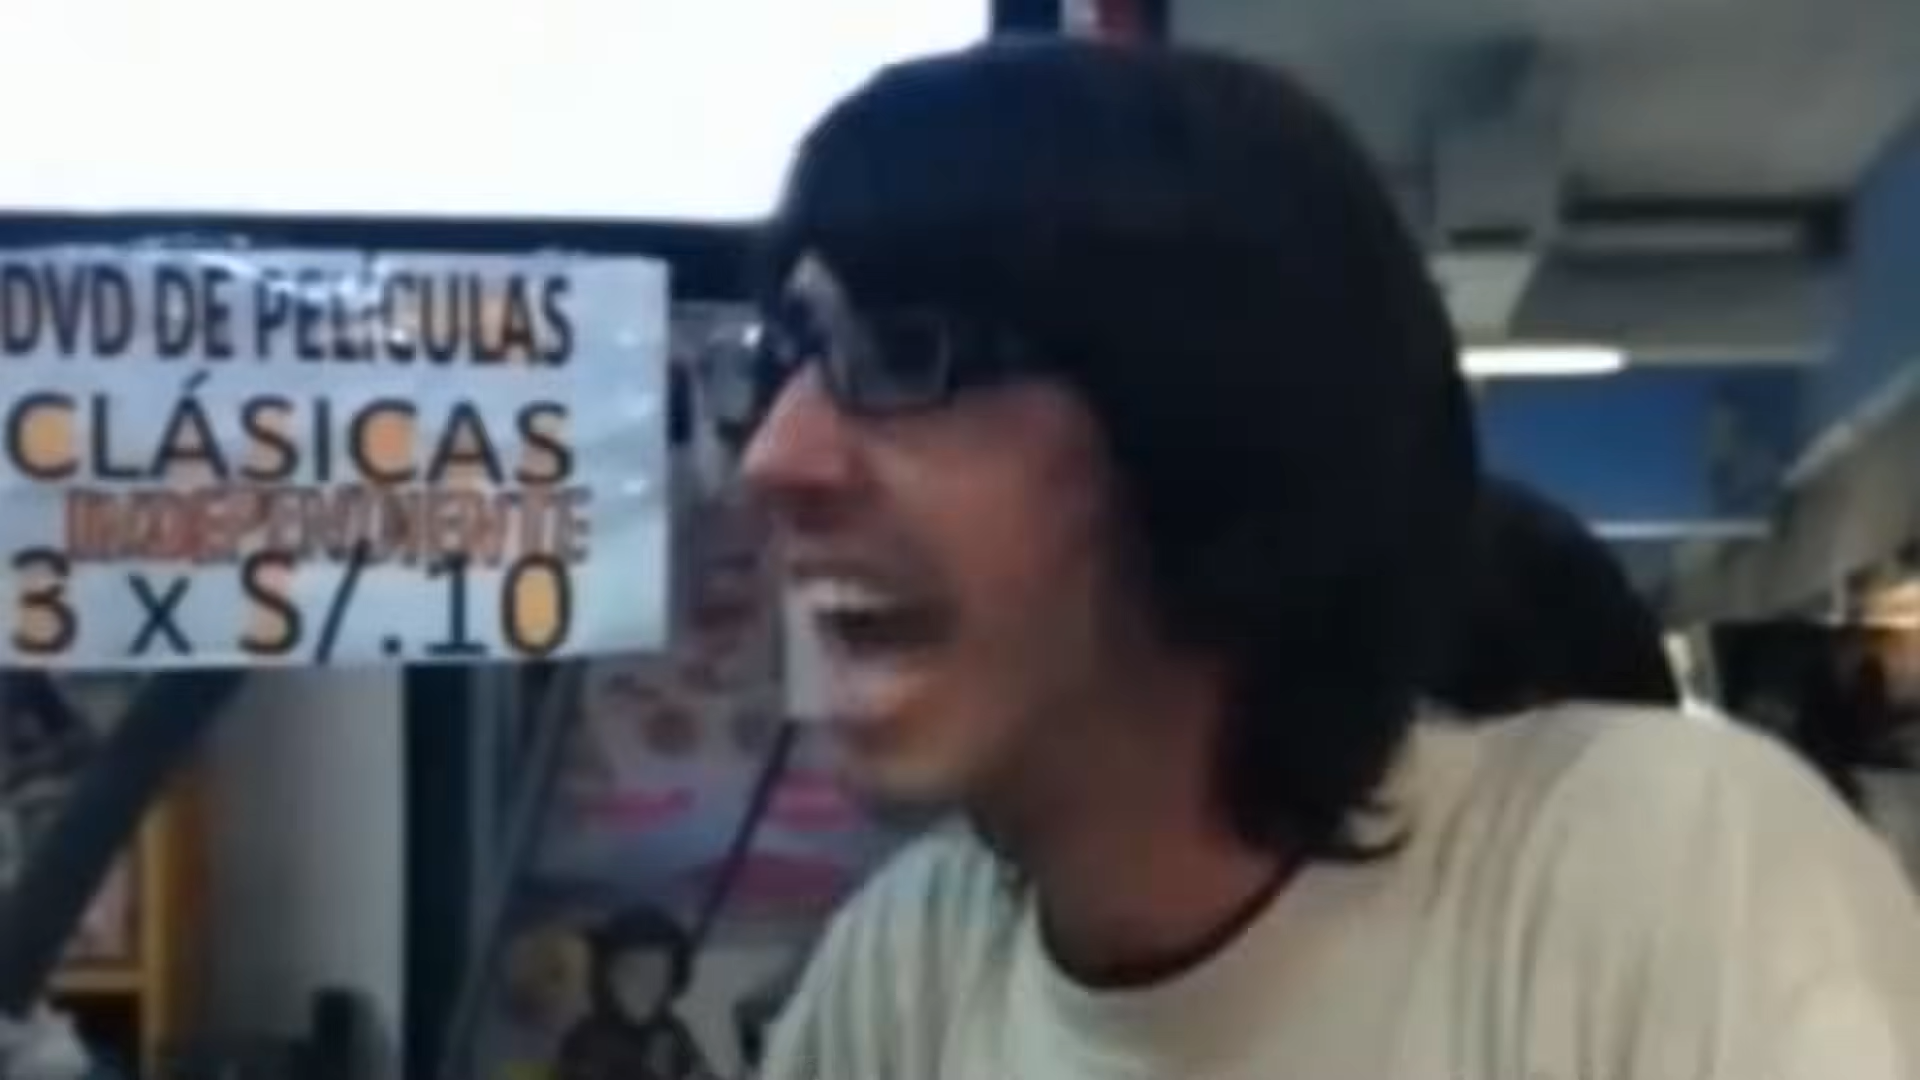 DVD DE PELÍCULAS
CLÁSICAS
INDEPENDIENTE
3 x S/.10